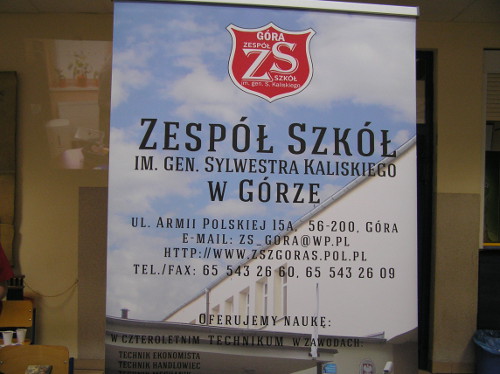 GÓRA
ZESPÓŁ
ZS
SZKÓŁ
im. gen. S. Kaliskiego
ZESPÓŁ SZKÓŁ
IM. GEN. SYLWESTRA KALISKIEGO
W GÓRZE
UL. ARMII POLSKIEJ 15A, 56-200, GÓRA
E-MAIL: ZS_GORA@WP.PL
HTTP://WWW.ZSZGORAS.POL.PL
TEL./FAX: 65 543 26 60, 65 543 26 09
OFERUJEMY NAUKĘ:
W CZTEROLETNIM TECHNIKUM W ZAWODACH:
TECHNIK EKONOMISTA
TECHNIK HANDLOWIEC